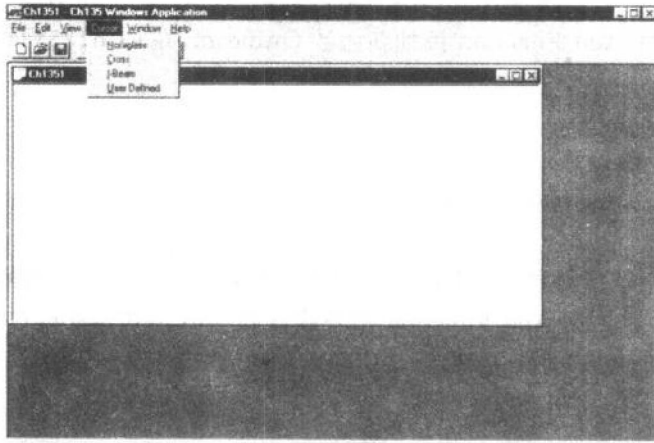 Ch1351 - Ch135 Windows Application
File Edit View Cursor Window Help
Hourglass
Cross
I-Beam
User Defined
Ch1351